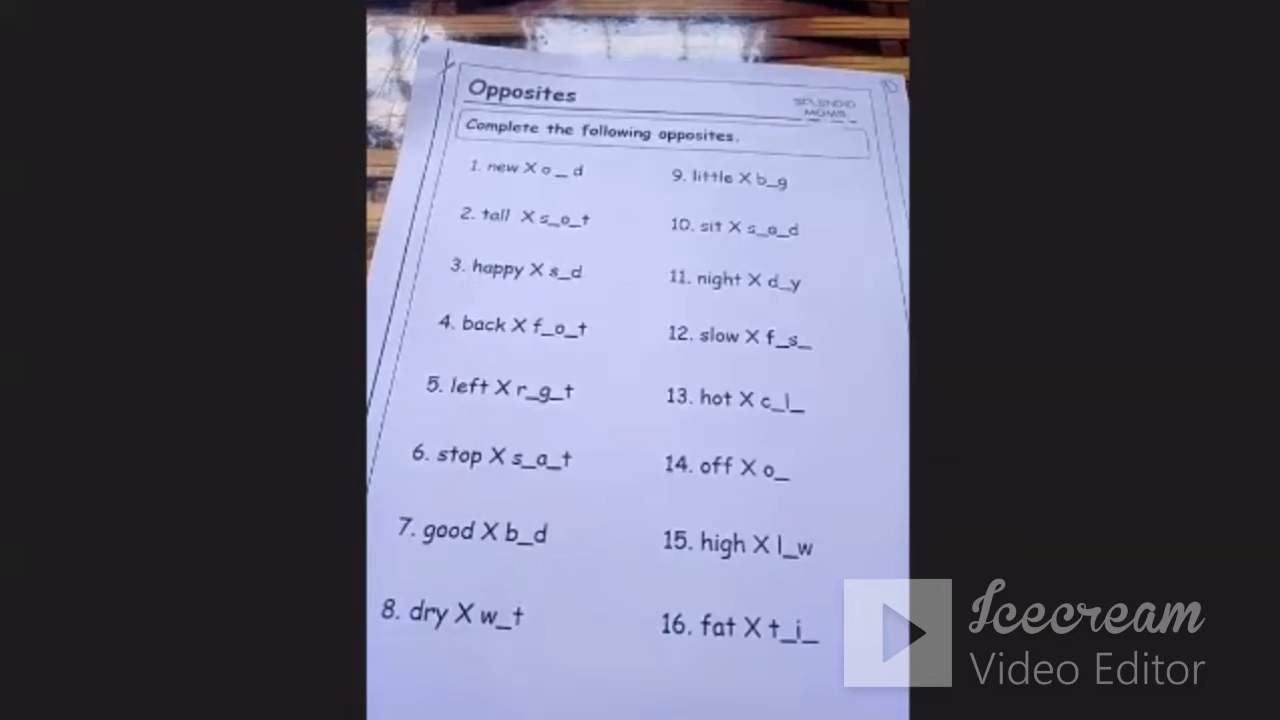 Opposites
SPLENDID
MOMS
Complete the following opposites.
1. new X o _ d
2. tall X s_o_t
3. happy X s_d
4. back X f_o_t
5. left X r_g_t
6. stop X s_a_t
7. good X b_d
8. dry X w_t
9. little X b_g
10. sit X s_a_d
11. night X d_y
12. slow X f_s_
13. hot X c_l_
14. off X o_
15. high X l_w
16. fat X t_i_
Icecream
Video Editor